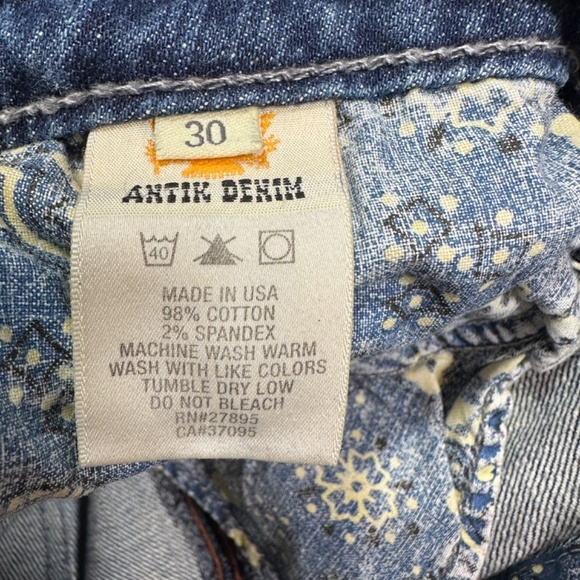 30
ANTIK DENIM
40
MADE IN USA
98% COTTON
2% SPANDEX
MACHINE WASH WARM
WASH WITH LIKE COLORS
TUMBLE DRY LOW
DO NOT BLEACH
RN#27895
CA#37095